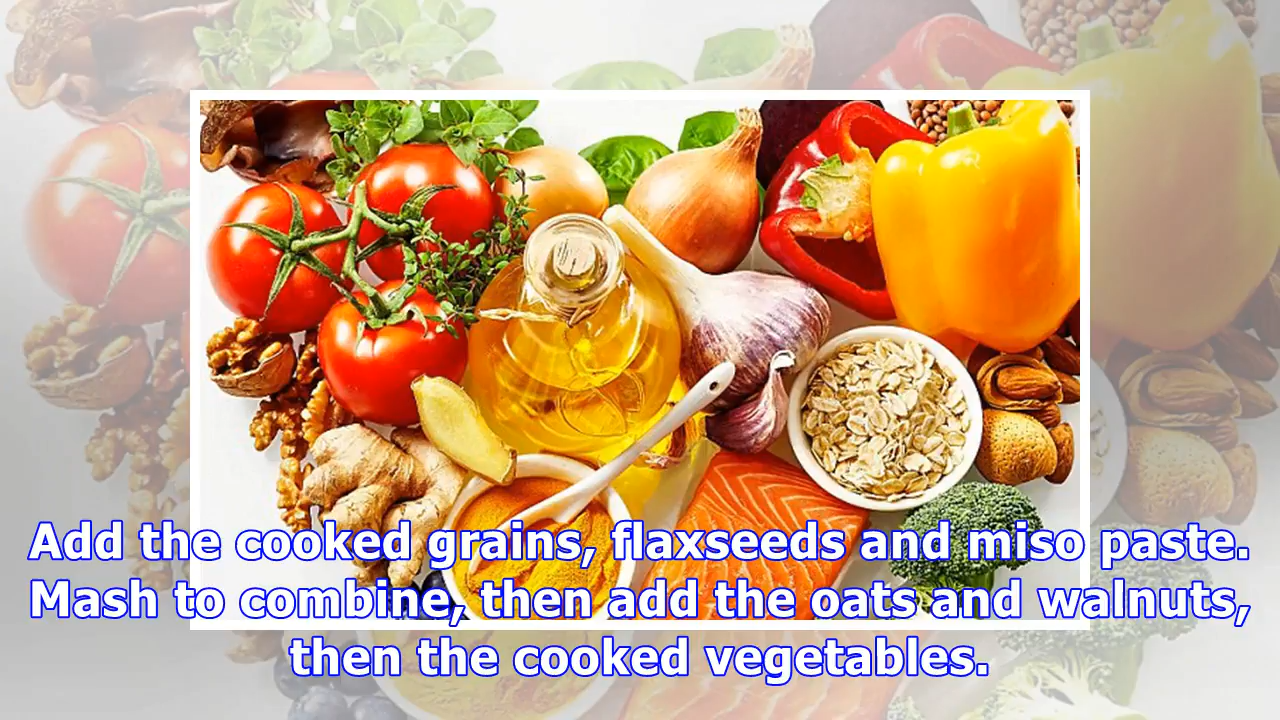 Add the cooked grains, flaxseeds and miso paste.
Mash to combine, then add the oats and walnuts,
then the cooked vegetables.